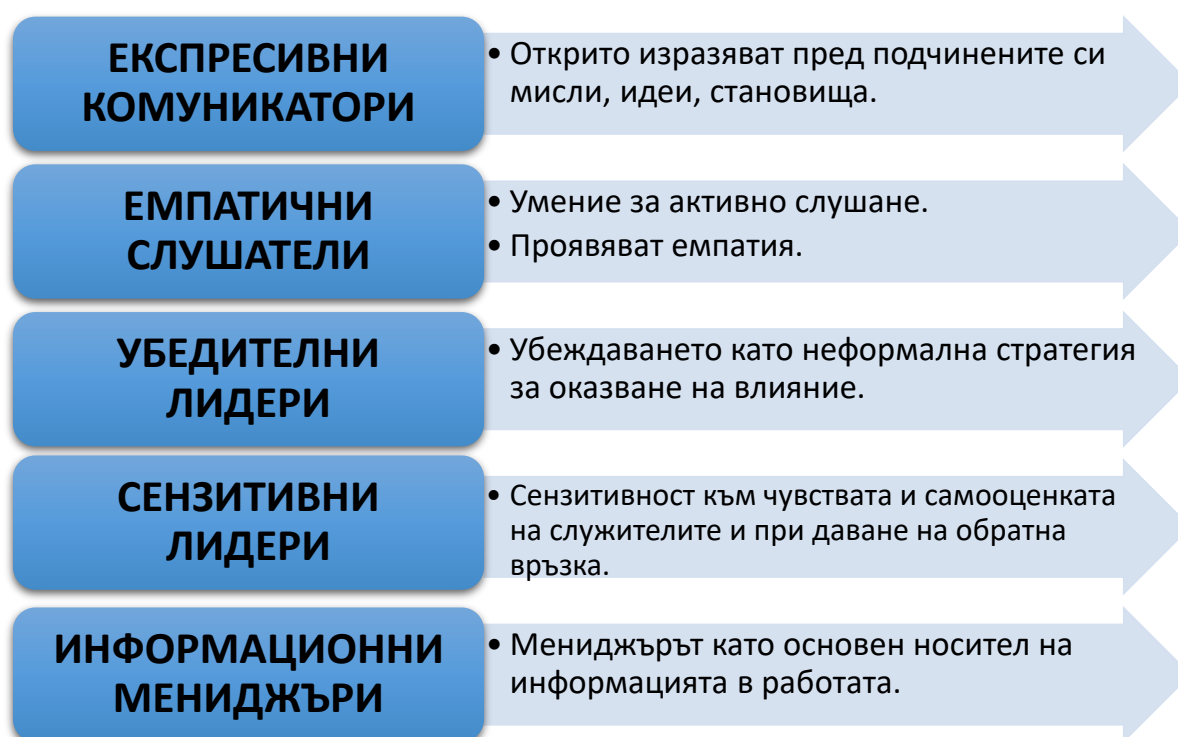 ЕКСПРЕСИВНИ
КОМУНИКАТОРИ
• Открито изразяват пред подчинените си
мисли, идеи, становища.
ЕМПАТИЧНИ
СЛУШАТЕЛИ
• Умение за активно слушане.
• Проявяват емпатия.
УБЕДИТЕЛНИ
ЛИДЕРИ
• Убеждаването като неформална стратегия
за оказване на влияние.
СЕНЗИТИВНИ
ЛИДЕРИ
• Сензитивност към чувствата и самооценката
на служителите и при даване на обратна
връзка.
ИНФОРМАЦИОННИ
МЕНИДЖЪРИ
• Мениджърът като основен носител на
информацията в работата.